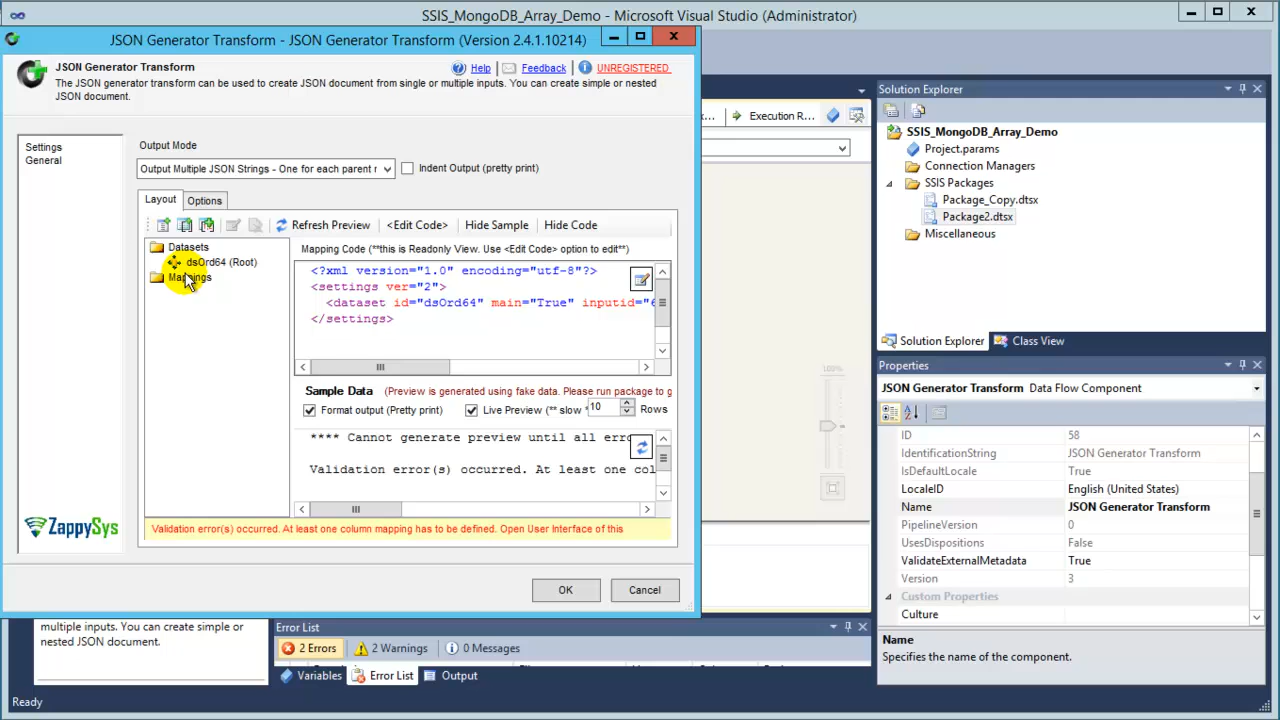 SSIS_MongoDB_Array_Demo - Microsoft Visual Studio (Administrator)
JSON Generator Transform - JSON Generator Transform (Version 2.4.1.10214)
JSON Generator Transform
Help
Feedback
UNREGISTERED
The JSON generator transform can be used to create JSON document from single or multiple inputs. You can create simple or nested
JSON document.
Settings
General
Output Mode
Output Multiple JSON Strings - One for each parent r
Indent Output (pretty print)
Layout
Options
Refresh Preview
<Edit Code>
Hide Sample
Hide Code
Datasets
dsOrd64 (Root)
Mappings
Mapping Code (**this is Readonly View. Use <Edit Code> option to edit**)
<?xml version="1.0" encoding="utf-8"?>
<settings ver="2">
<dataset id="dsOrd64" main="True" inputid="6
</settings>
Sample Data
(Preview is generated using fake data. Please run package to g
Format output (Pretty print)
Live Preview (** slow *
10
Rows
**** Cannot generate preview until all erro
Validation error(s) occurred. At least one col
Validation error(s) occurred. At least one column mapping has to be defined. Open User Interface of this
ZappySys
OK
Cancel
Execution R...
100%
Solution Explorer
SSIS_MongoDB_Array_Demo
Project.params
Connection Managers
SSIS Packages
Package_Copy.dtsx
Package2.dtsx
Miscellaneous
Solution Explorer
Class View
Properties
JSON Generator Transform Data Flow Component
ID 58
IdentificationString JSON Generator Transform
IsDefaultLocale True
LocaleID English (United States)
Name JSON Generator Transform
PipelineVersion 0
UsesDispositions False
ValidateExternalMetadata True
Version 3
Custom Properties
Culture
Name
Specifies the name of the component.
multiple inputs. You can create simple or
nested JSON document.
Error List
2 Errors
2 Warnings
0 Messages
Variables
Error List
Output
Ready